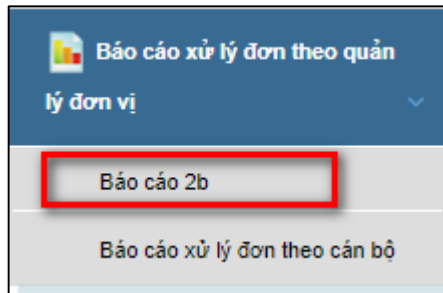 Báo cáo xử lý đơn theo quản
lý đơn vị
Báo cáo 2b
Báo cáo xử lý đơn theo cán bộ